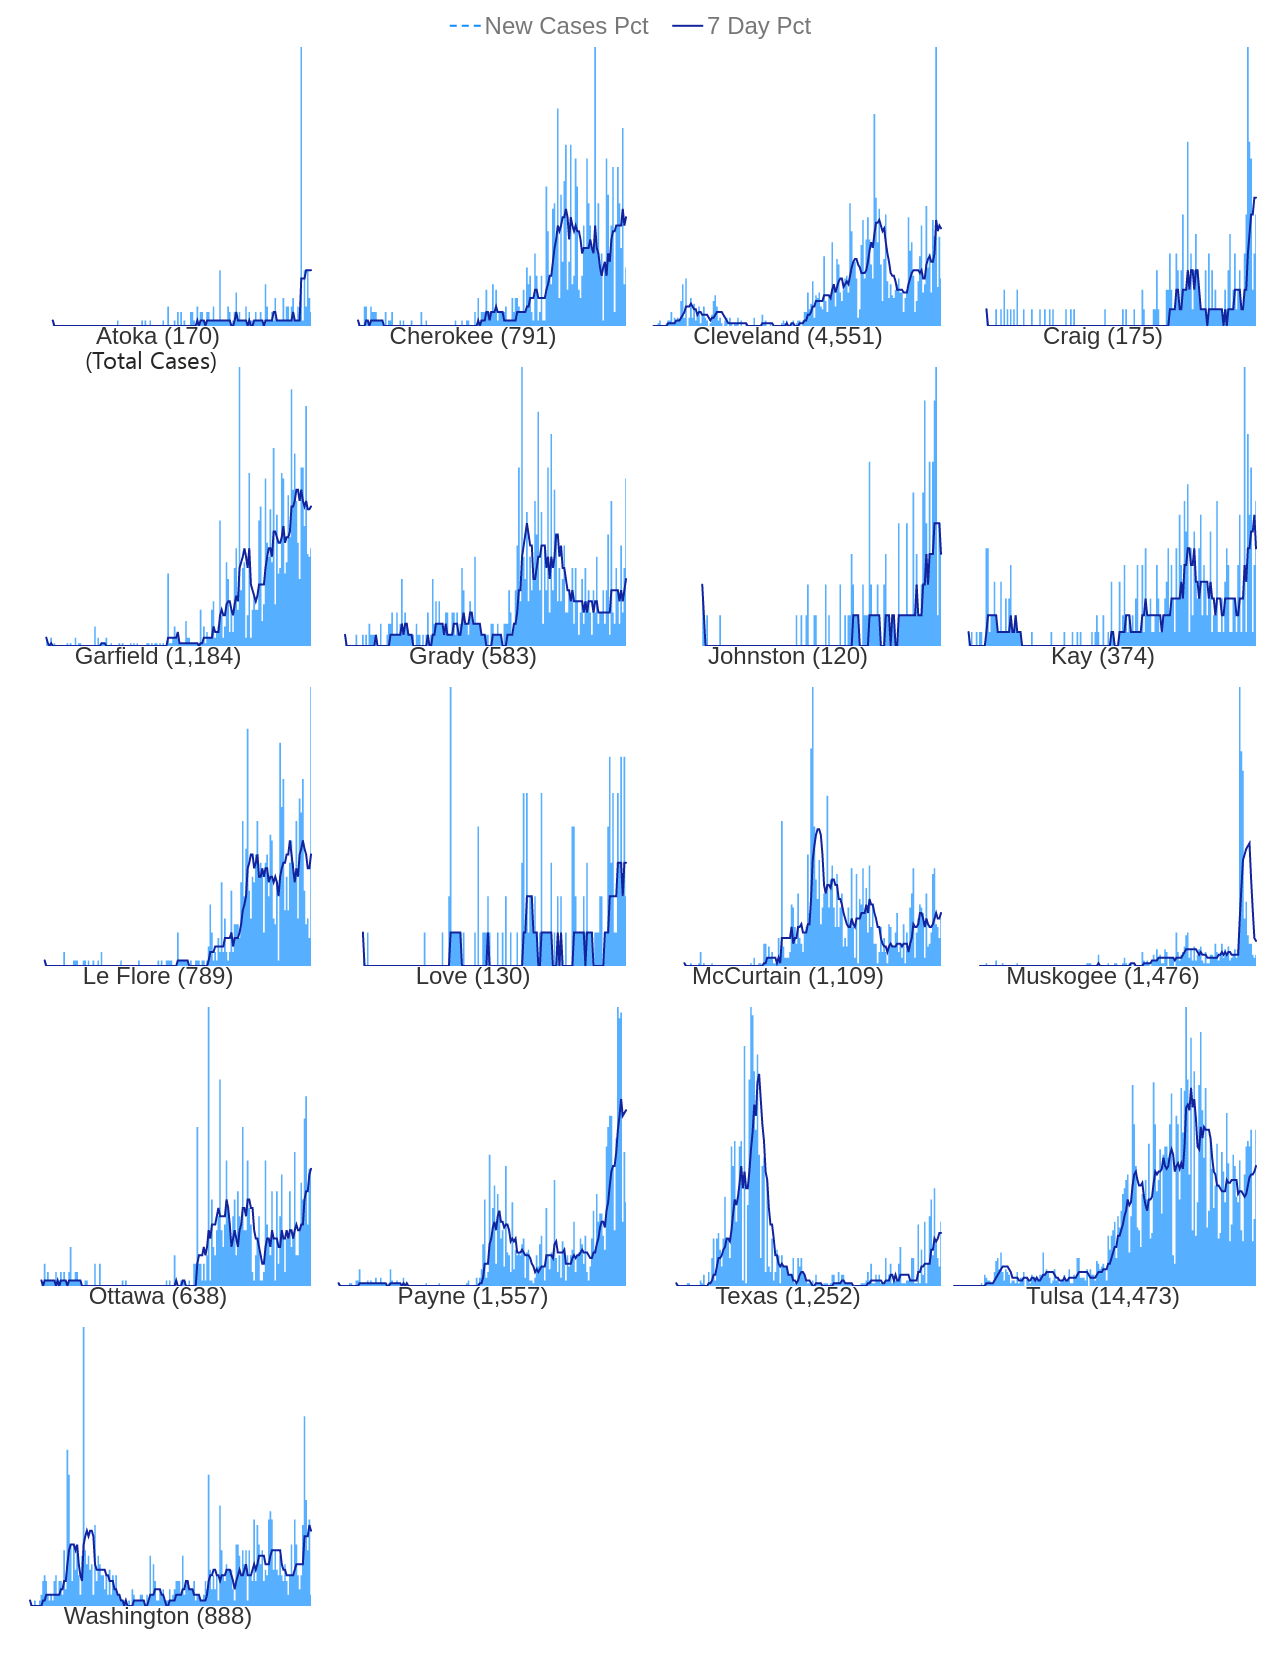 New Cases Pct 7 Day Pct
Atoka (170) Cherokee (791) Cleveland (4,551) Craig (175)
(Total Cases)
Garfield (1,184) Grady (583) Johnston (120) Kay (374)
Le Flore (789) Love (130) McCurtain (1,109) Muskogee (1,476)
Ottawa (638) Payne (1,557) Texas (1,252) Tulsa (14,473)
Washington (888)